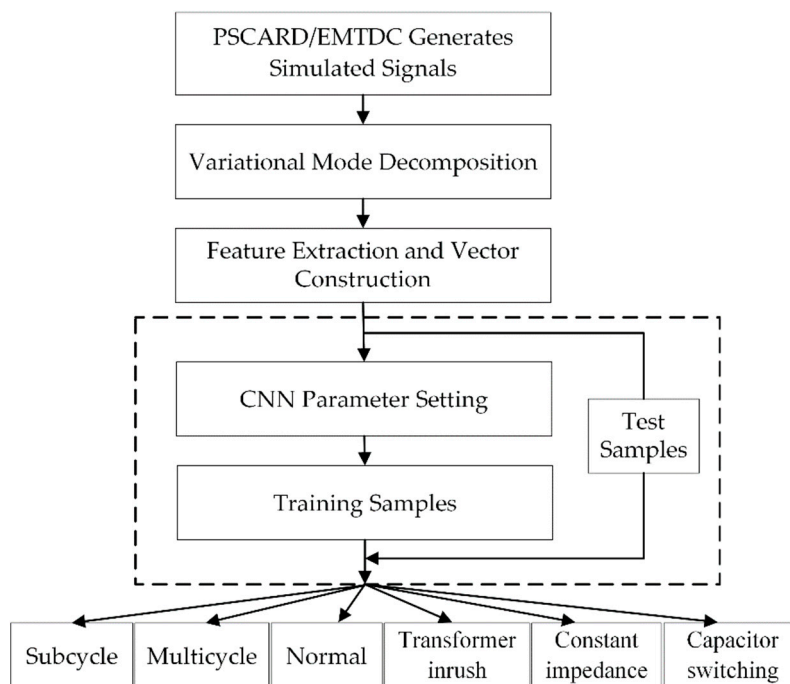 PSCARD/EMTDC Generates
Simulated Signals
Variational Mode Decomposition
Feature Extraction and Vector
Construction
CNN Parameter Setting
Test
Samples
Training Samples
Subcycle
Multicycle
Normal
Transformer
inrush
Constant
impedance
Capacitor
switching